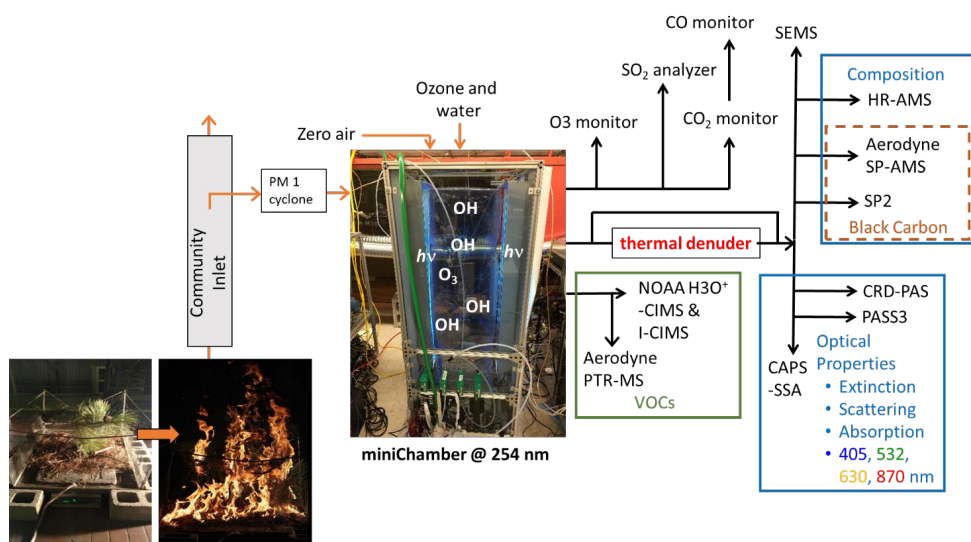 CO monitor
SEMS
SO₂ analyzer
Composition
Ozone and
water
HR-AMS
Zero air
O3 monitor
CO₂ monitor
Aerodyne
SP-AMS
PM 1
cyclone
SP2
Black Carbon
Community
Inlet
OH
OH
hν
hν
O₃
OH
OH
thermal denuder
NOAA H3O⁺
-CIMS &
I-CIMS
Aerodyne
PTR-MS
VOCs
CRD-PAS
PASS3
CAPS
-SSA
Optical
Properties
• Extinction
• Scattering
• Absorption
• 405, 532,
630, 870 nm
miniChamber @ 254 nm